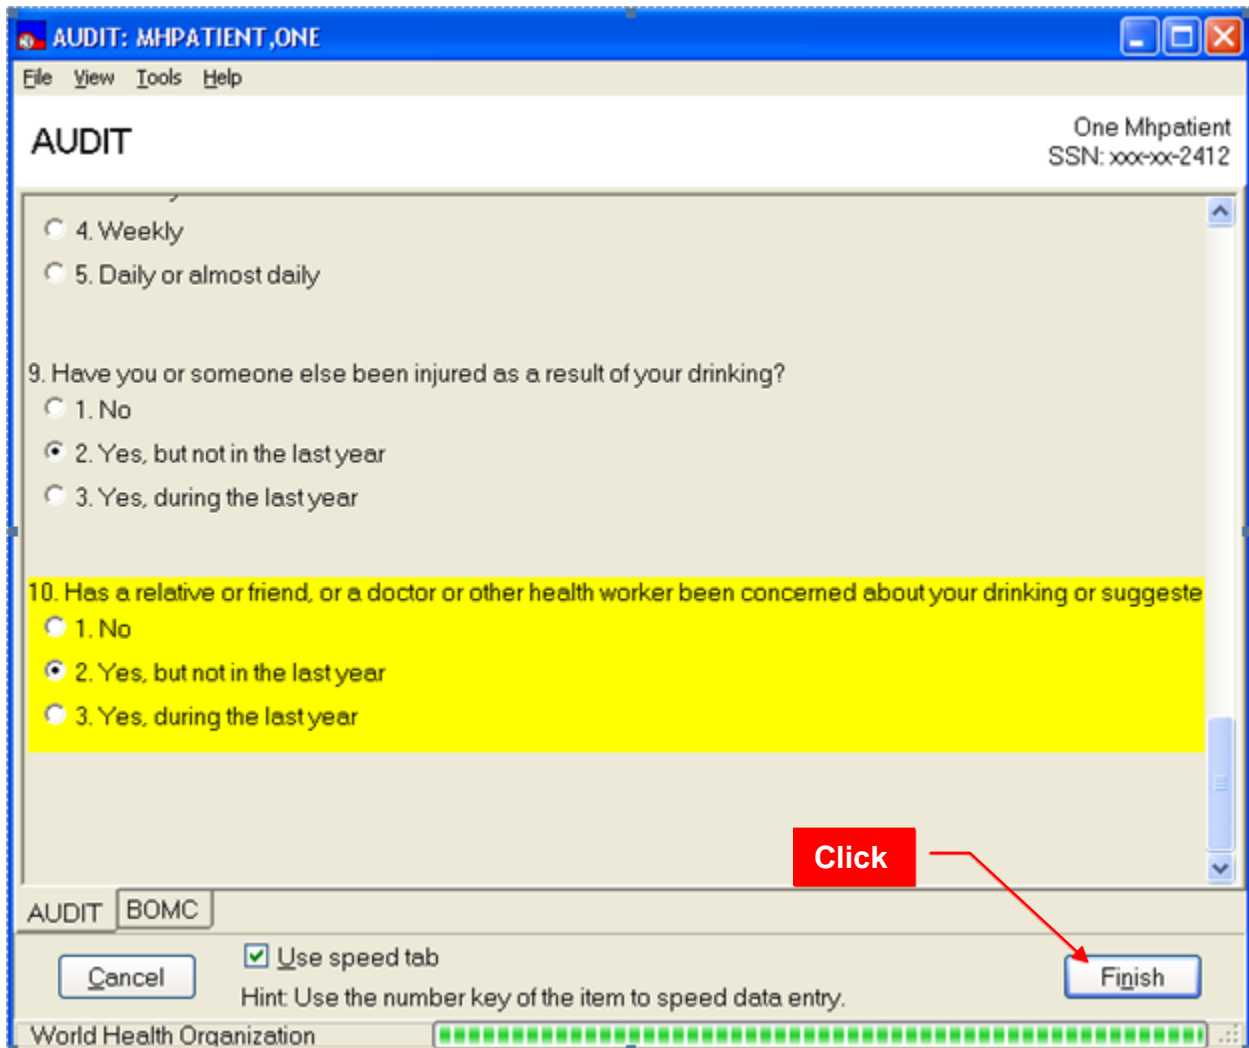 AUDIT: MHPATIENT,ONE
File View Tools Help
AUDIT
One Mhpatient
SSN: xxx-xx-2412
4. Weekly
5. Daily or almost daily
9. Have you or someone else been injured as a result of your drinking?
1. No
2. Yes, but not in the last year
3. Yes, during the last year
10. Has a relative or friend, or a doctor or other health worker been concerned about your drinking or suggeste
1. No
2. Yes, but not in the last year
3. Yes, during the last year
Click
AUDIT BOMC
Cancel
Use speed tab
Hint: Use the number key of the item to speed data entry.
Finish
World Health Organization